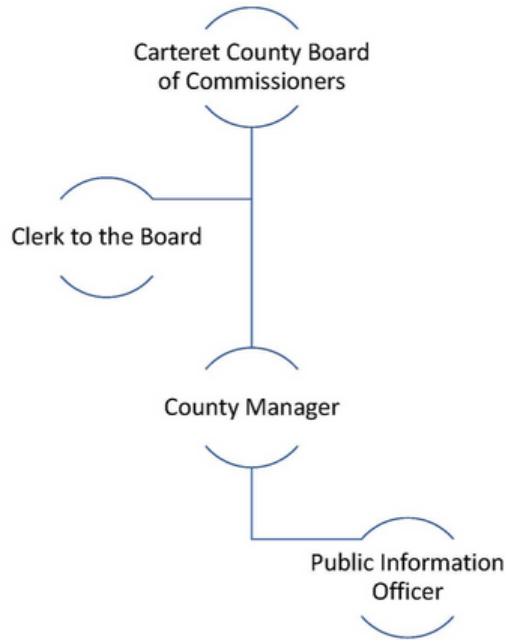 Carteret County Board
of Commissioners
Clerk to the Board
County Manager
Public Information
Officer